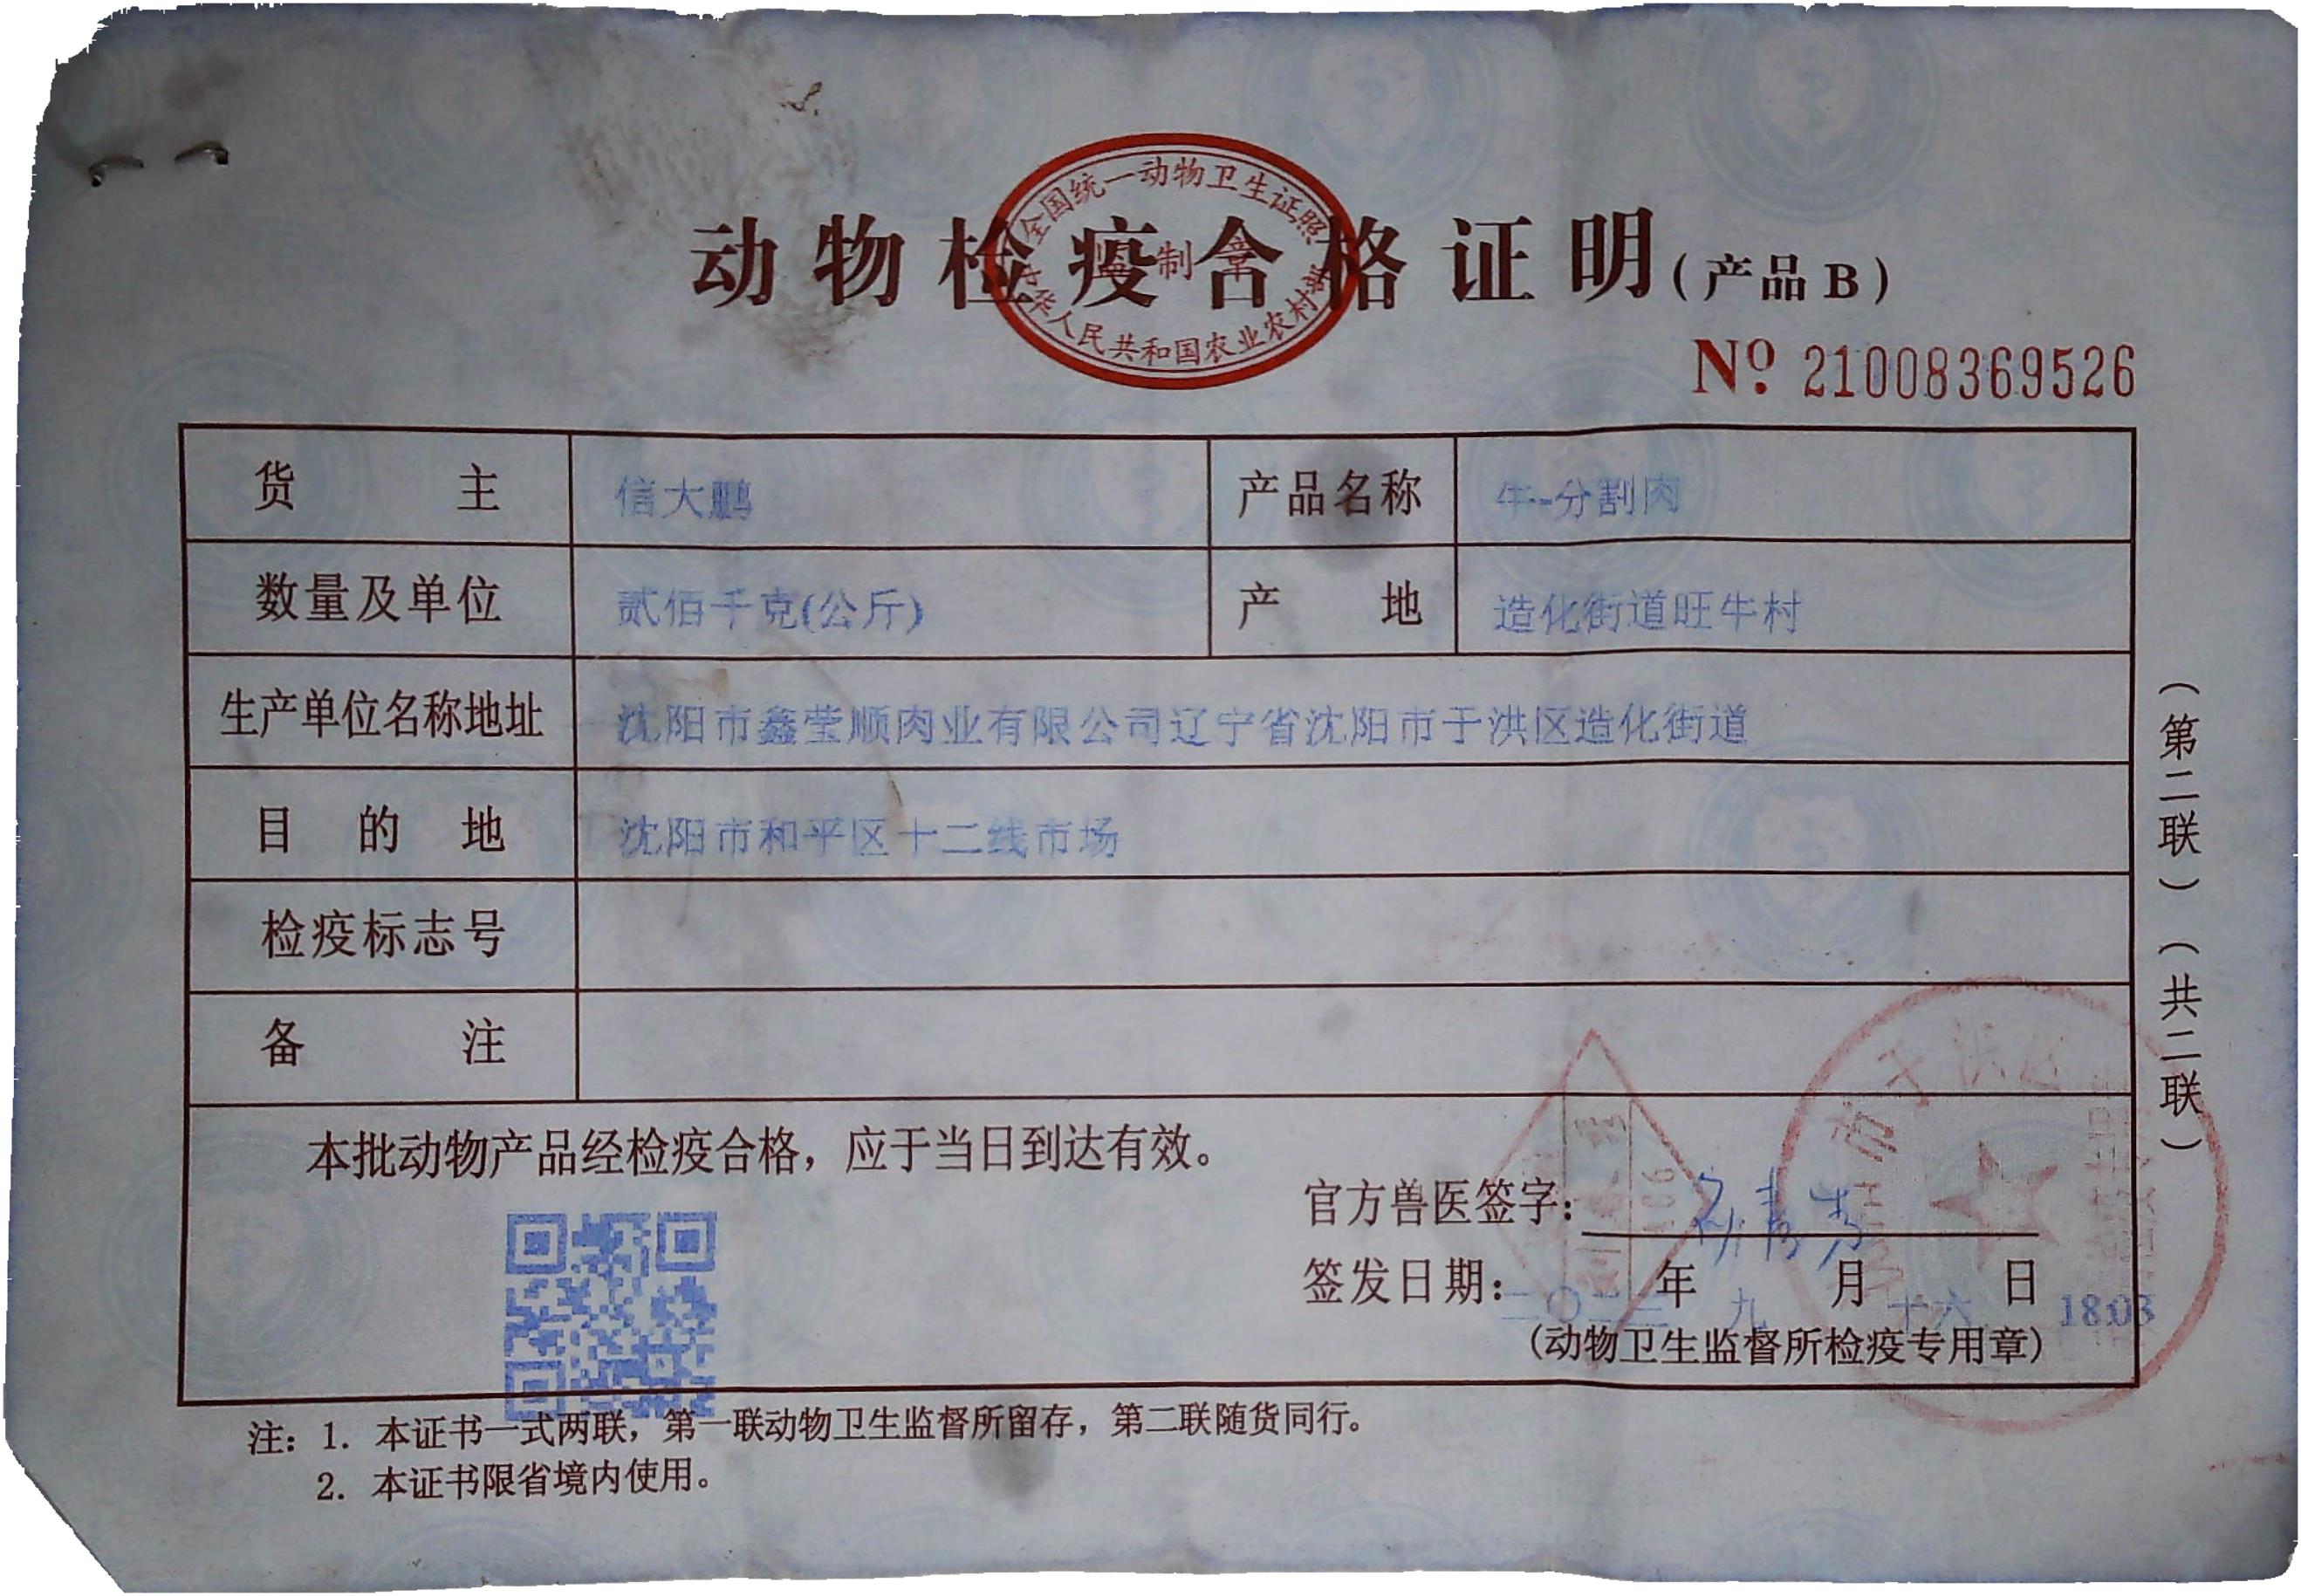 全国统一动物卫生证照
监制章
中华人民共和国农业农村部
动物检疫合格证明(产品B)
Nº 21008369526
货主 信大鹏 产品名称 牛-分割肉
数量及单位 贰佰千克(公斤) 产地 造化街道旺牛村
生产单位名称地址 沈阳市鑫莹顺肉业有限公司辽宁省沈阳市于洪区造化街道
目的地 沈阳市和平区十二线市场
检疫标志号
备注
(第二联)(共二联)
本批动物产品经检疫合格，应于当日到达有效。
官方兽医签字：
签发日期：二〇二二年九月十六日 18:03
(动物卫生监督所检疫专用章)
注：1. 本证书一式两联，第一联动物卫生监督所留存，第二联随货同行。
2. 本证书限省境内使用。